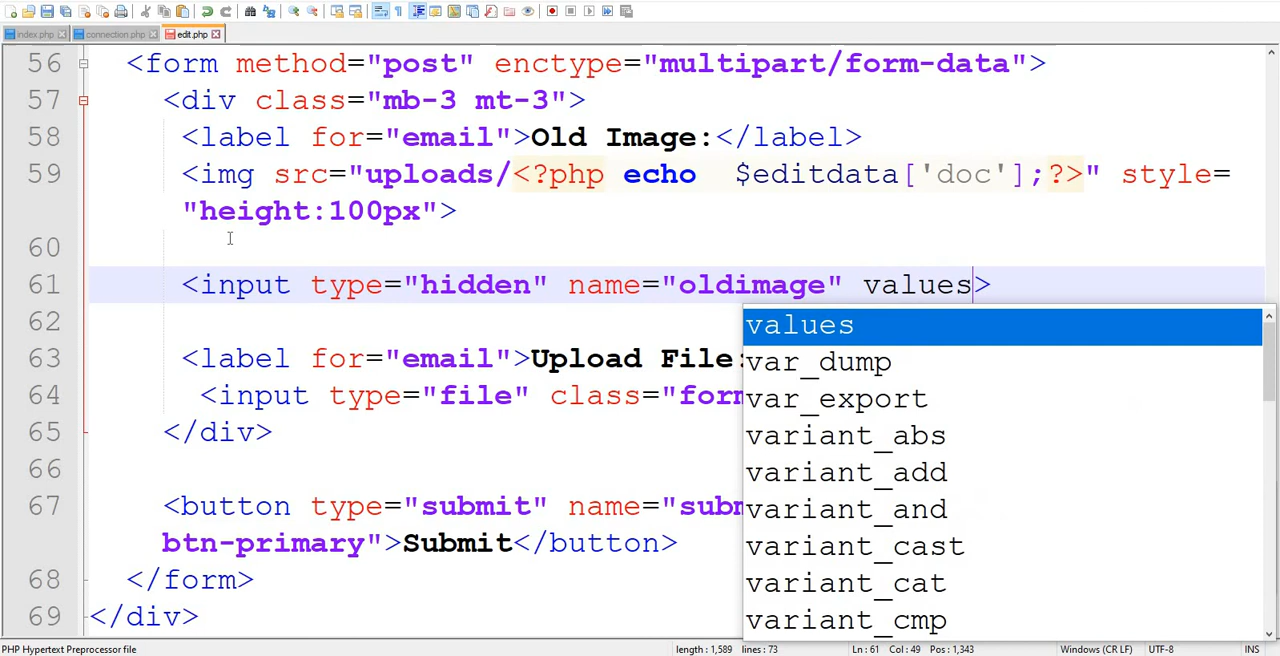 index.php connection.php edit.php
56 <form method="post" enctype="multipart/form-data">
57 <div class="mb-3 mt-3">
58 <label for="email">Old Image:</label>
59 <img src="uploads/<?php echo $editdata['doc'];?>" style=
"height:100px">
60
61 <input type="hidden" name="oldimage" values>
62
values
63 <label for="email">Upload File:
var_dump
64 <input type="file" class="form
var_export
65 </div>
variant_abs
66
variant_add
67 <button type="submit" name="subm
variant_and
btn-primary">Submit</button>
variant_cast
68 </form>
variant_cat
69 </div>
variant_cmp
PHP Hypertext Preprocessor file length : 1,589 lines : 73 Ln : 61 Col : 49 Pos : 1,343 Windows (CR LF) UTF-8 INS